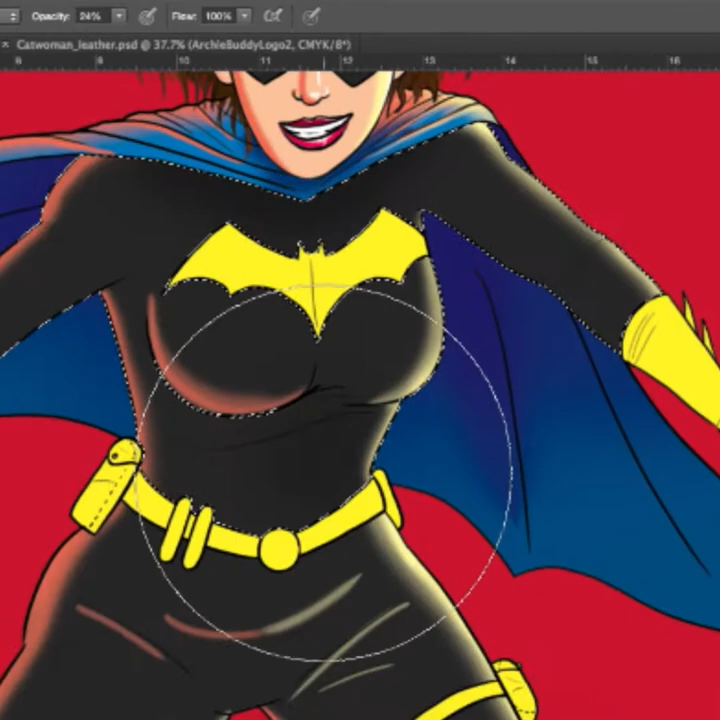 Opacity: 24% Flow: 100%
× Catwoman_leather.psd @ 37.7% (ArchieBuddyLogo2, CMYK/8*)
8 9 10 11 12 13 14 15 16